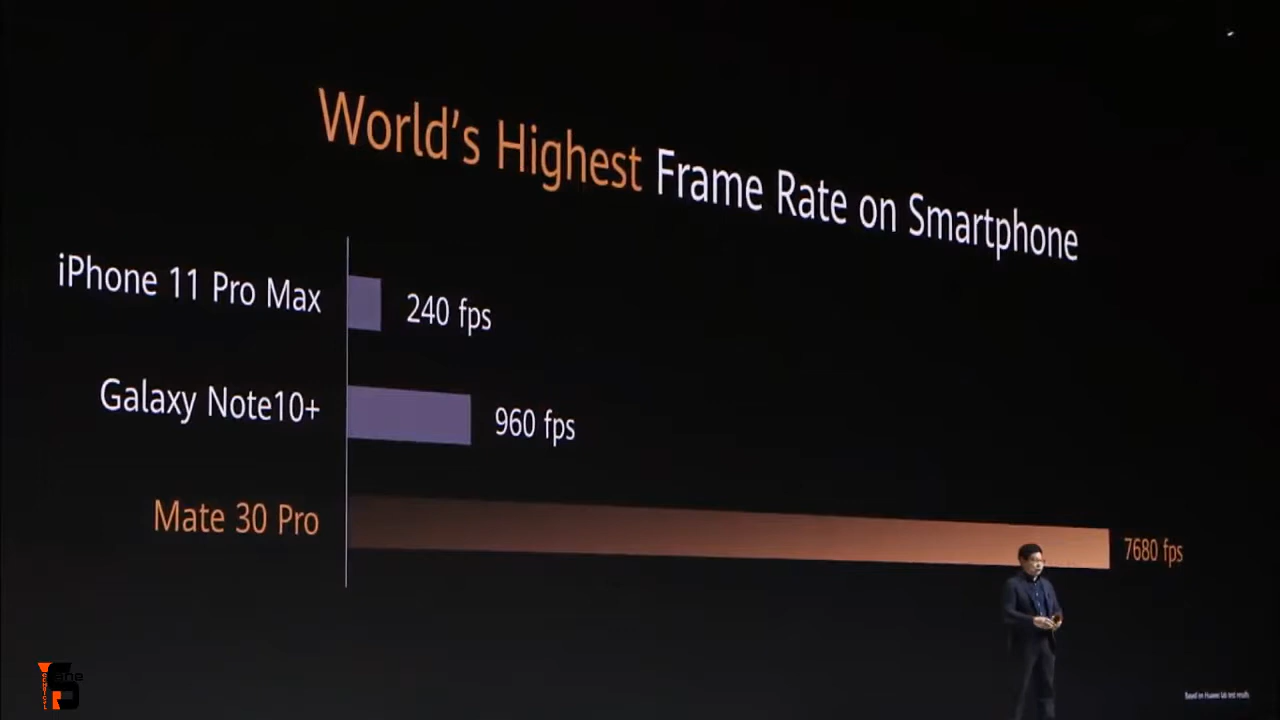 World's Highest Frame Rate on Smartphone
iPhone 11 Pro Max 240 fps
Galaxy Note10+ 960 fps
Mate 30 Pro 7680 fps
Based on Huawei lab test results